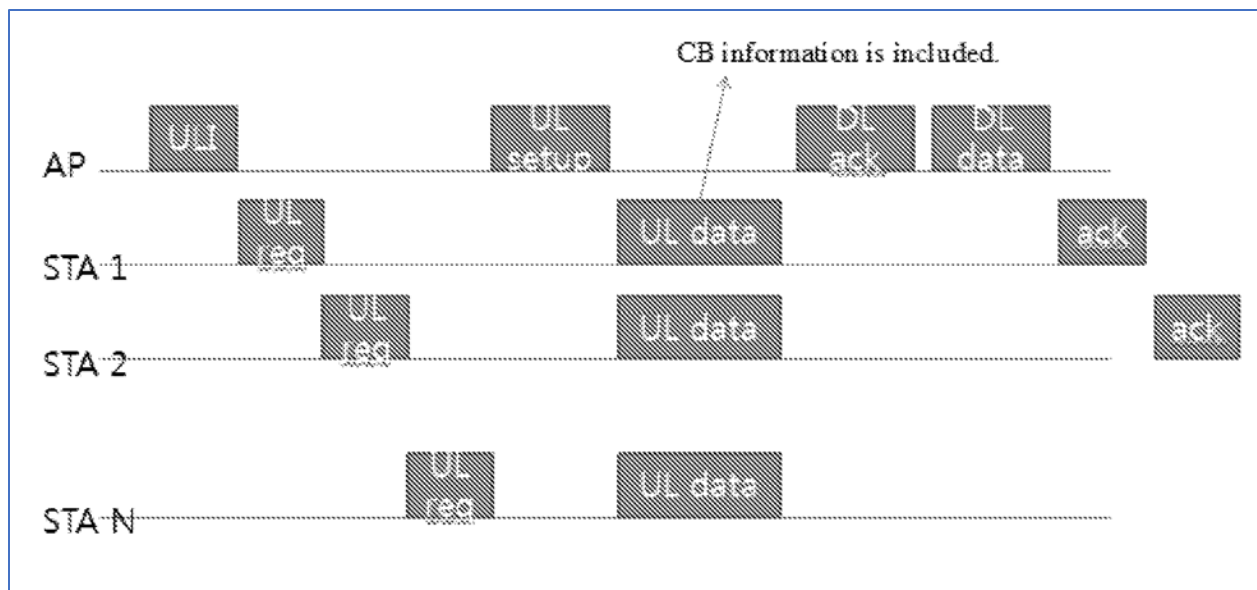 CB information is included.
AP
ULI
UL
setup
DL
ack
DL
data
STA 1
UL
req
UL data
ack
STA 2
UL
req
UL data
ack
STA N
UL
req
UL data